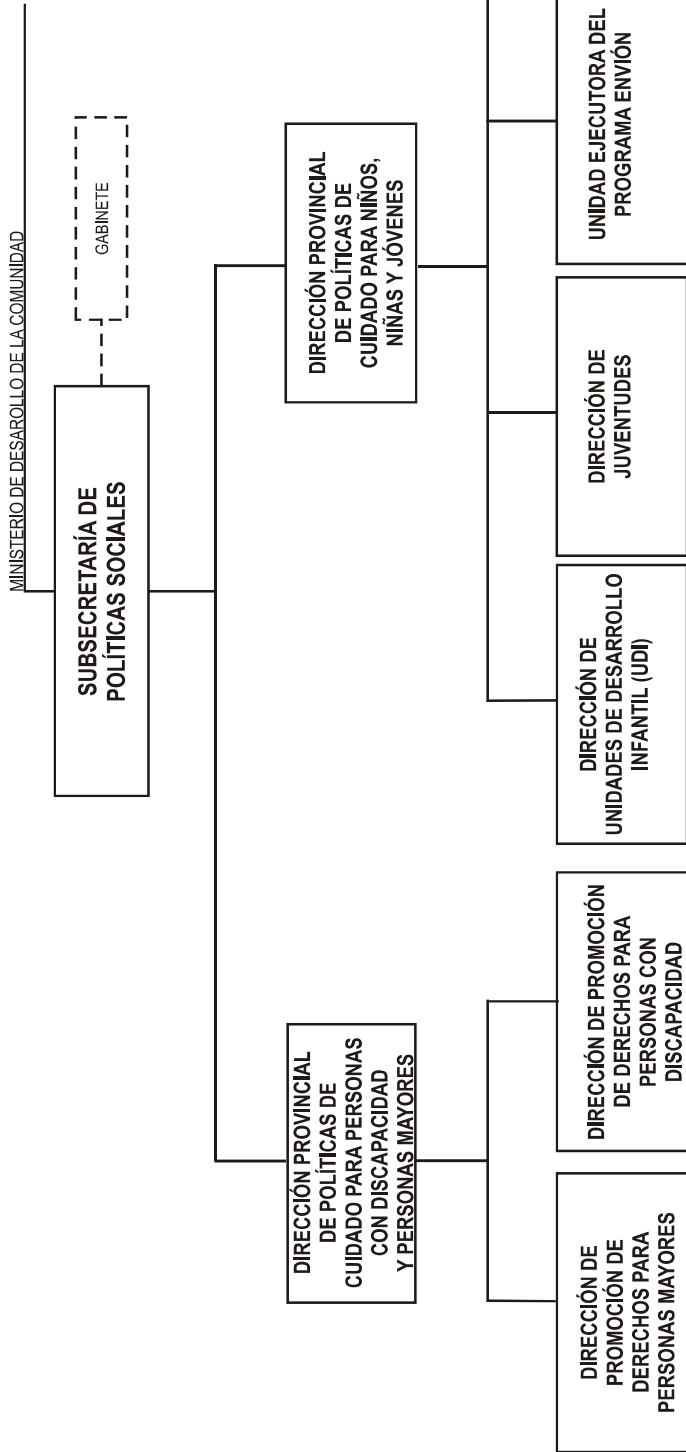 MINISTERIO DE DESAROLLO DE LA COMUNIDAD
SUBSECRETARÍA DE
POLÍTICAS SOCIALES
GABINETE
DIRECCIÓN PROVINCIAL
DE POLÍTICAS DE
CUIDADO PARA PERSONAS
CON DISCAPACIDAD
Y PERSONAS MAYORES
DIRECCIÓN PROVINCIAL
DE POLÍTICAS DE
CUIDADO PARA NIÑOS,
NIÑAS Y JÓVENES
DIRECCIÓN DE
PROMOCIÓN DE
DERECHOS PARA
PERSONAS MAYORES
DIRECCIÓN DE PROMOCIÓN
DE DERECHOS PARA
PERSONAS CON
DISCAPACIDAD
DIRECCIÓN DE
UNIDADES DE DESARROLLO
INFANTIL (UDI)
DIRECCIÓN DE
JUVENTUDES
UNIDAD EJECUTORA DEL
PROGRAMA ENVIÓN